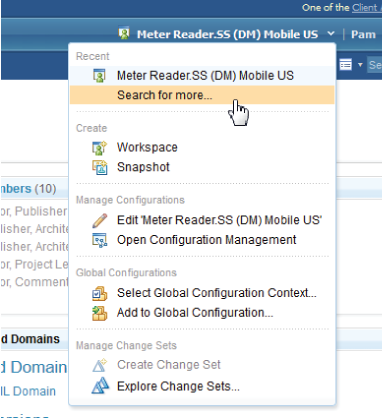 One of the Client
Meter Reader.SS (DM) Mobile US | Pam
Recent
Meter Reader.SS (DM) Mobile US
Search for more...
Create
Workspace
Snapshot
mbers (10)
or, Publisher
Manage Configurations
lisher, Archite
Edit 'Meter Reader.SS (DM) Mobile US'
lisher, Archite
Open Configuration Management
or, Project Le
Global Configurations
or, Comment
Select Global Configuration Context...
Add to Global Configuration...
d Domains
Manage Change Sets
d Domain
Create Change Set
IL Domain
Explore Change Sets...